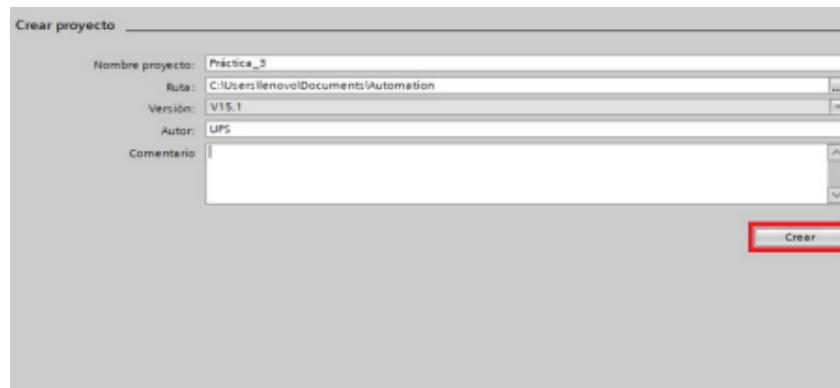 Crear proyecto
Nombre proyecto: Práctica_3
Ruta: C:\Users\lenovo\Documents\Automation ...
Versión: V15.1
Autor: UPS
Comentario
Crear